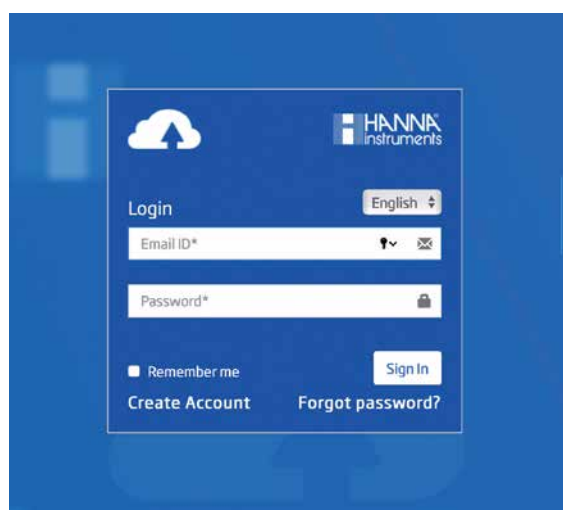 HANNA
instruments
Login
English
Email ID*
Password*
Remember me
Sign In
Create Account
Forgot password?